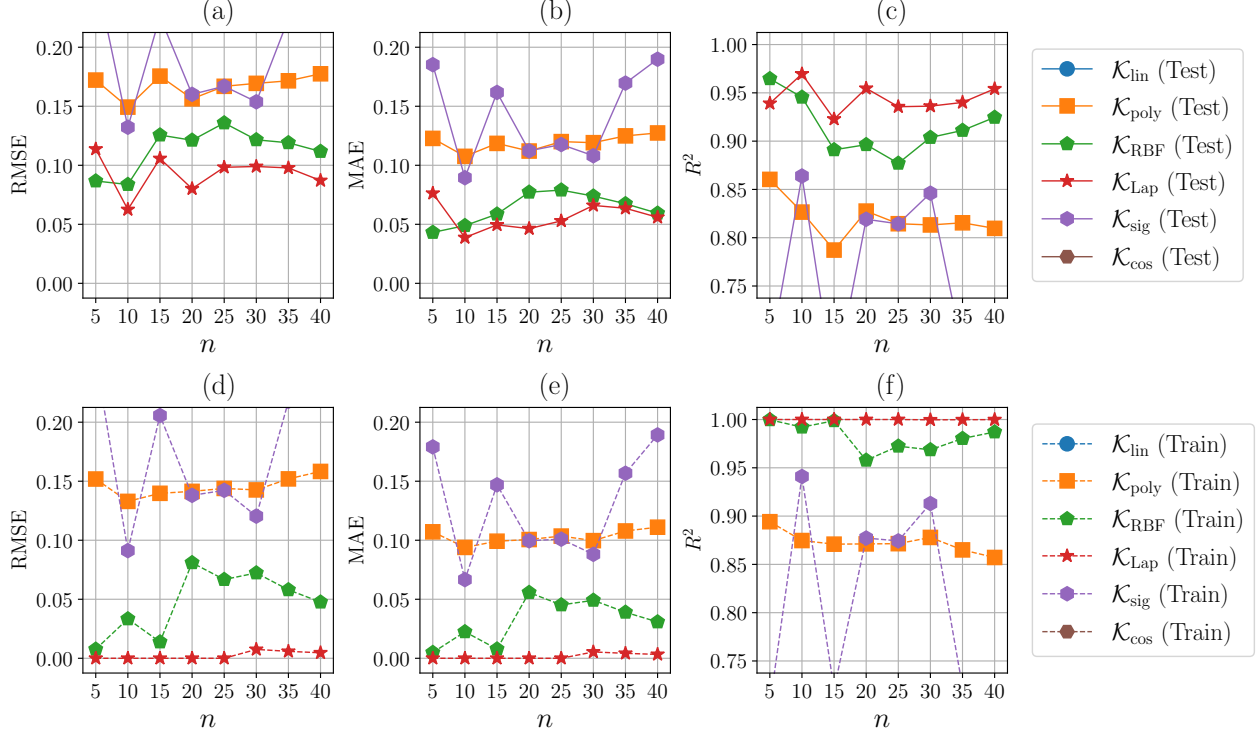 (a)
(b)
(c)
RMSE
0.20
0.15
0.10
0.05
0.00
5 10 15 20 25 30 35 40
n
MAE
0.20
0.15
0.10
0.05
0.00
5 10 15 20 25 30 35 40
n
R²
1.00
0.95
0.90
0.85
0.80
0.75
5 10 15 20 25 30 35 40
n
𝒦lin (Test)
𝒦poly (Test)
𝒦RBF (Test)
𝒦Lap (Test)
𝒦sig (Test)
𝒦cos (Test)
(d)
(e)
(f)
RMSE
0.20
0.15
0.10
0.05
0.00
5 10 15 20 25 30 35 40
n
MAE
0.20
0.15
0.10
0.05
0.00
5 10 15 20 25 30 35 40
n
R²
1.00
0.95
0.90
0.85
0.80
0.75
5 10 15 20 25 30 35 40
n
𝒦lin (Train)
𝒦poly (Train)
𝒦RBF (Train)
𝒦Lap (Train)
𝒦sig (Train)
𝒦cos (Train)